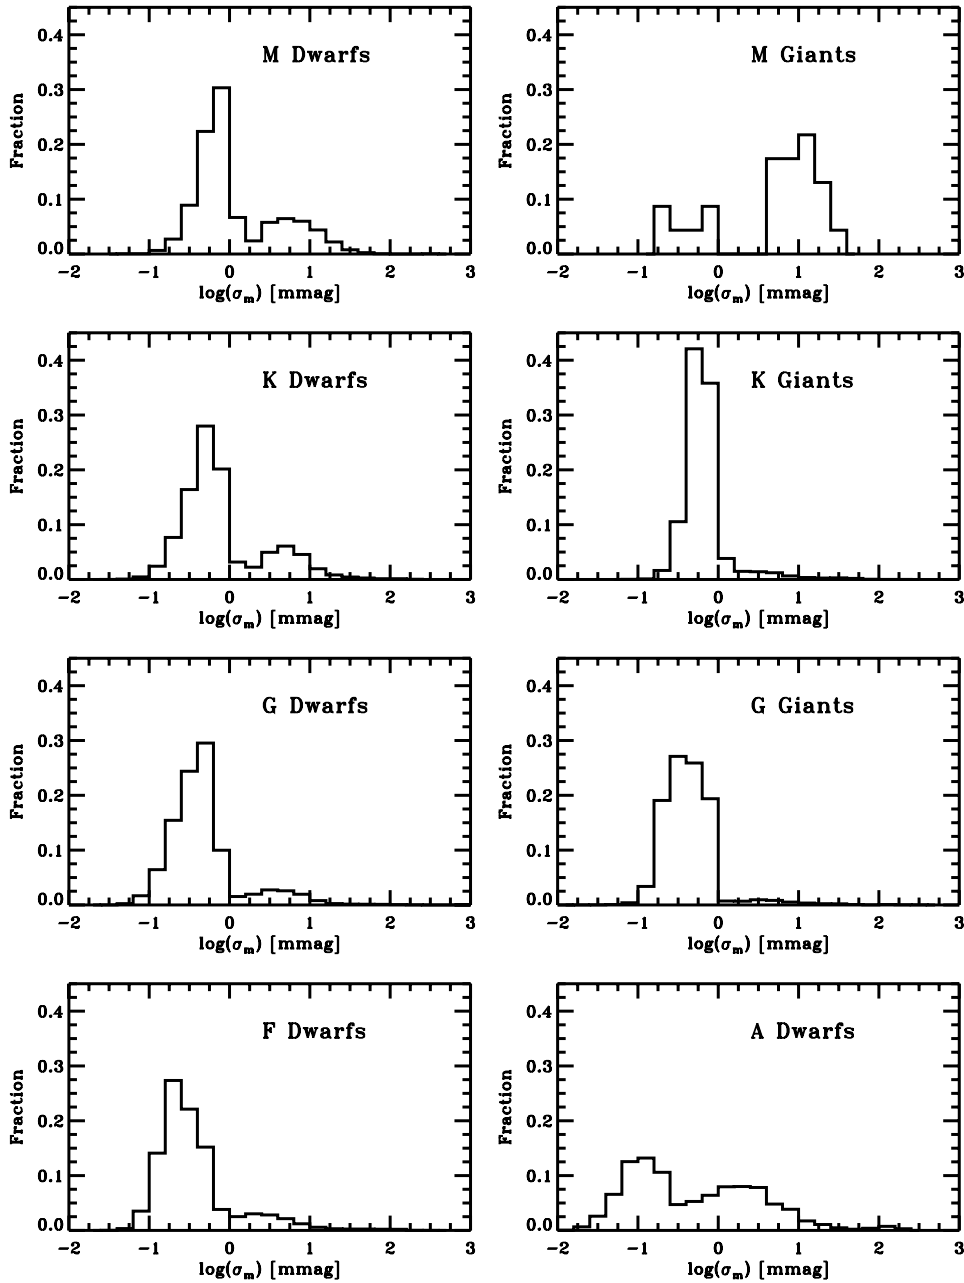 M Dwarfs
Fraction
0.4
0.3
0.2
0.1
0.0
-2 -1 0 1 2 3
log(σm) [mmag]
M Giants
Fraction
0.4
0.3
0.2
0.1
0.0
-2 -1 0 1 2 3
log(σm) [mmag]
K Dwarfs
Fraction
0.4
0.3
0.2
0.1
0.0
-2 -1 0 1 2 3
log(σm) [mmag]
K Giants
Fraction
0.4
0.3
0.2
0.1
0.0
-2 -1 0 1 2 3
log(σm) [mmag]
G Dwarfs
Fraction
0.4
0.3
0.2
0.1
0.0
-2 -1 0 1 2 3
log(σm) [mmag]
G Giants
Fraction
0.4
0.3
0.2
0.1
0.0
-2 -1 0 1 2 3
log(σm) [mmag]
F Dwarfs
Fraction
0.4
0.3
0.2
0.1
0.0
-2 -1 0 1 2 3
log(σm) [mmag]
A Dwarfs
Fraction
0.4
0.3
0.2
0.1
0.0
-2 -1 0 1 2 3
log(σm) [mmag]